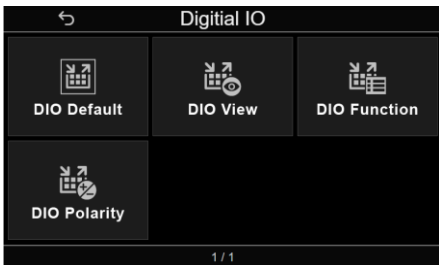 Digitial IO
DIO Default
DIO View
DIO Function
DIO Polarity
1 / 1